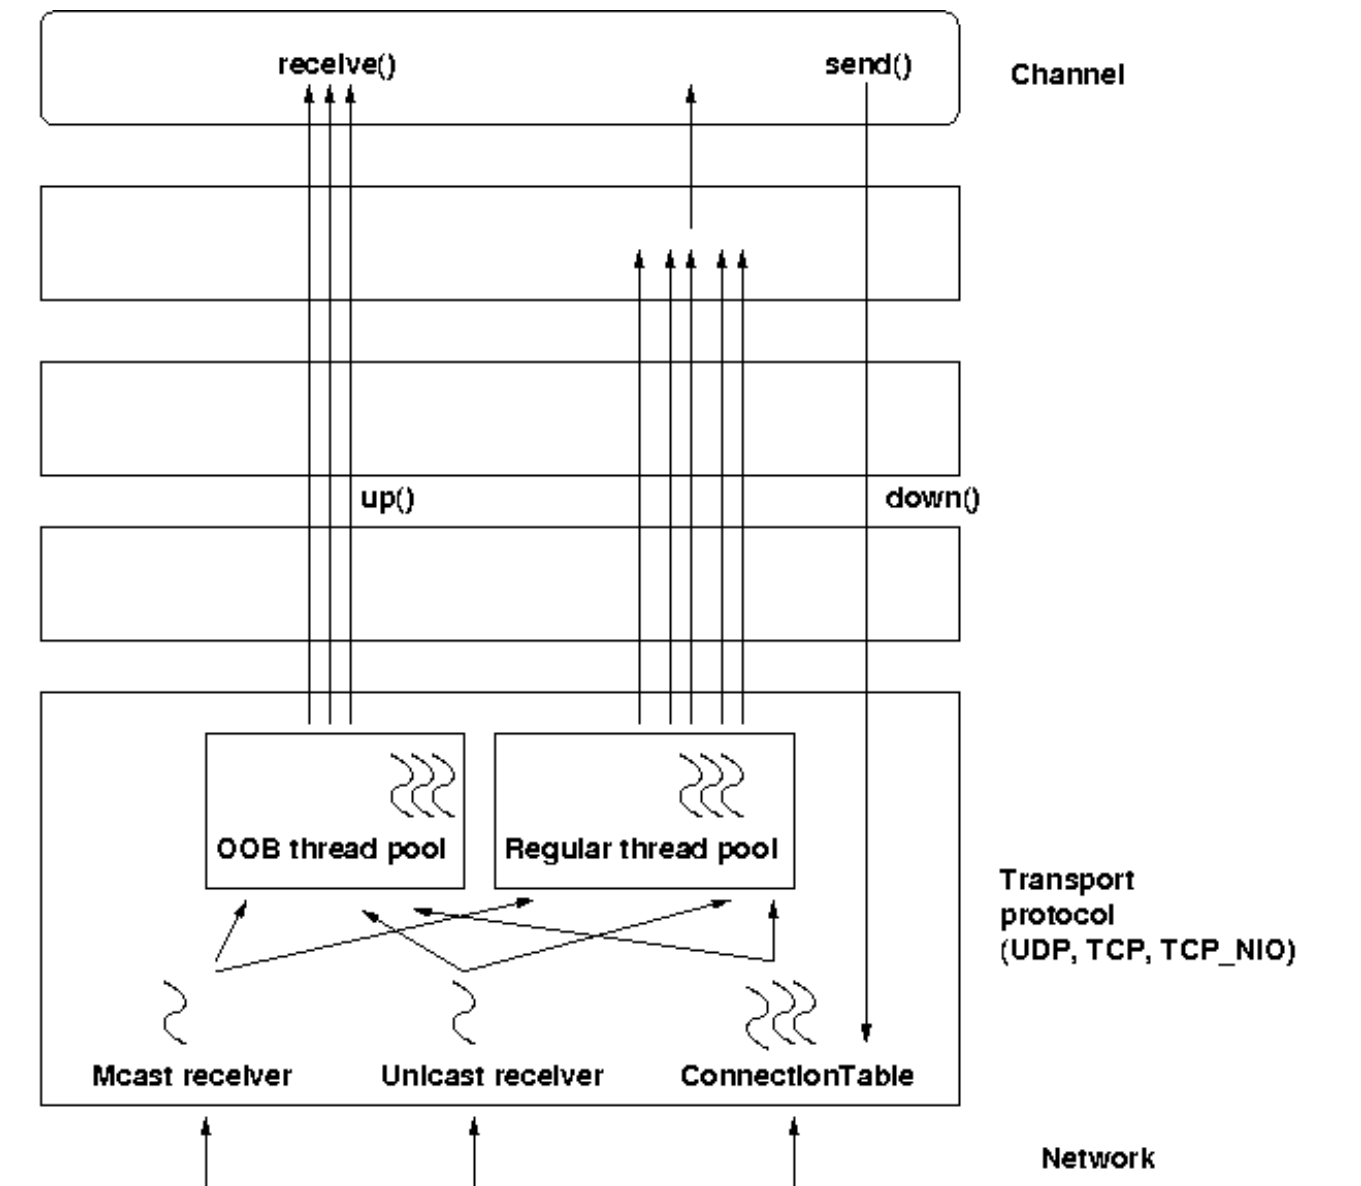 receive()
send()
Channel
up()
down()
OOB thread pool
Regular thread pool
Transport
protocol
(UDP, TCP, TCP_NIO)
Mcast receiver
Unicast receiver
ConnectionTable
Network